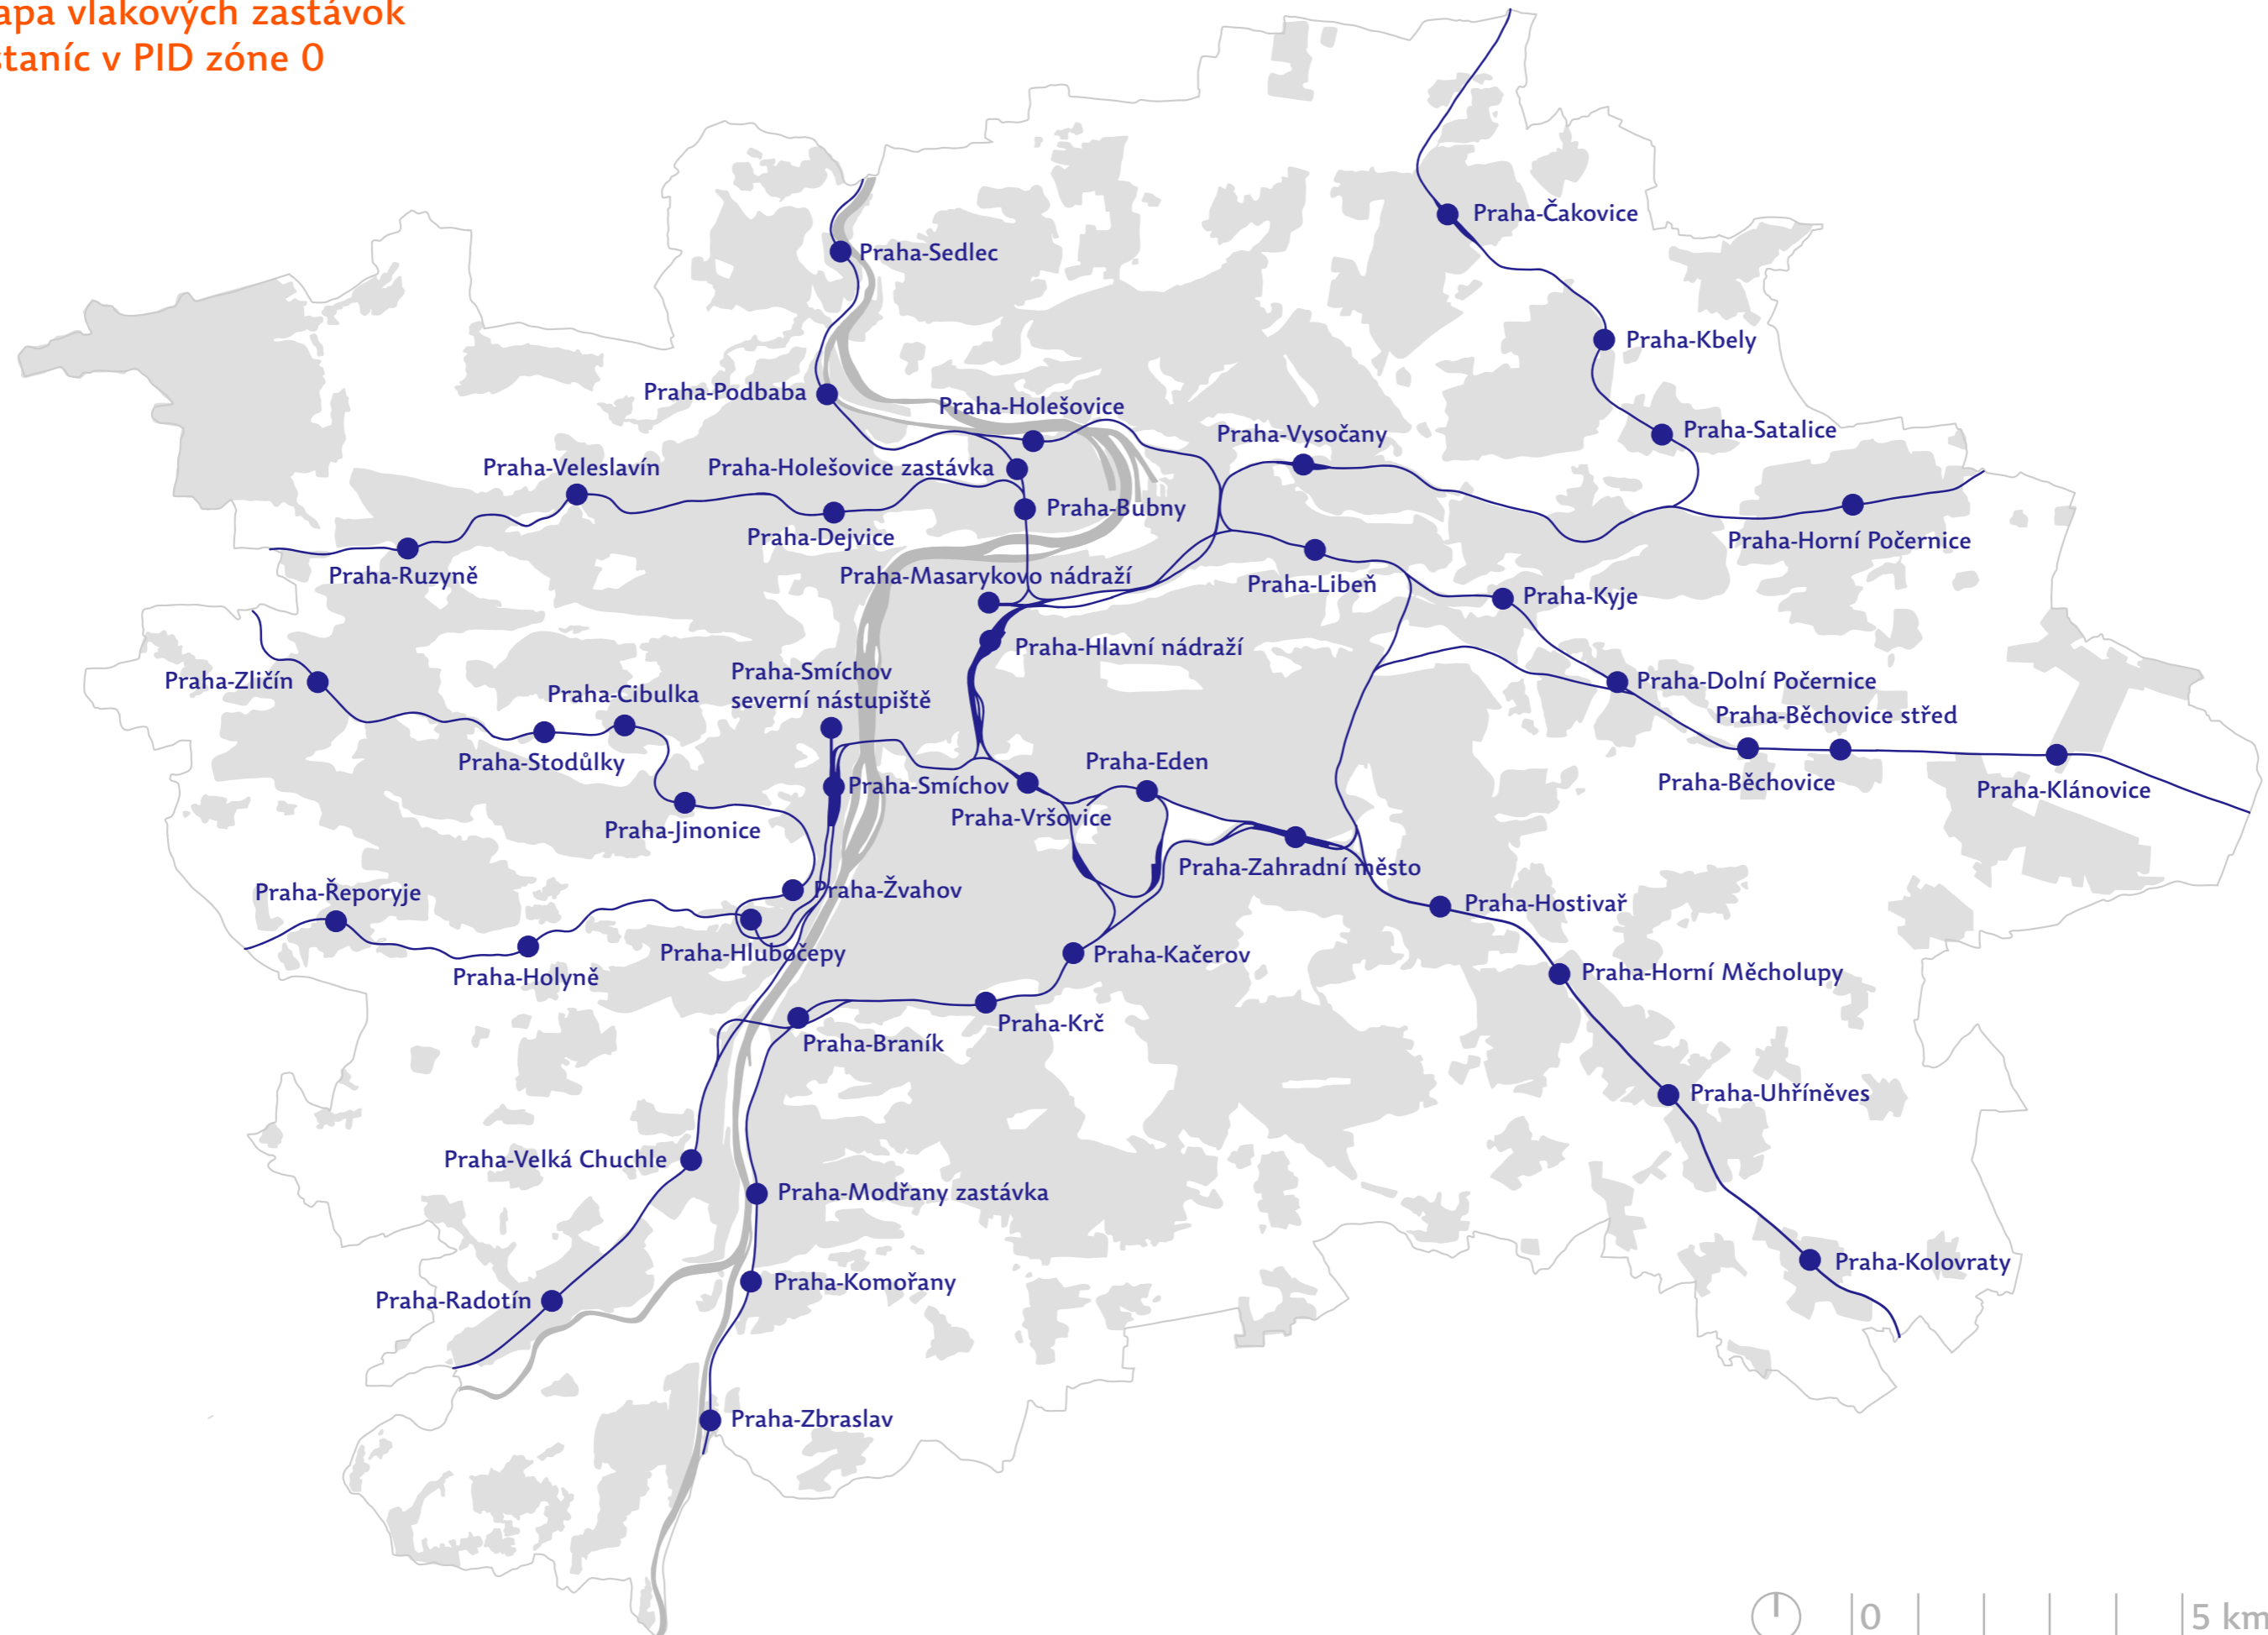 apa vlakových zastávok
staníc v PID zóne 0
Praha-Čakovice
Praha-Sedlec
Praha-Kbely
Praha-Podbaba
Praha-Holešovice
Praha-Vysočany
Praha-Satalice
Praha-Veleslavín
Praha-Holešovice zastávka
Praha-Bubny
Praha-Dejvice
Praha-Horní Počernice
Praha-Ruzyně
Praha-Masarykovo nádraží
Praha-Libeň
Praha-Kyje
Praha-Hlavní nádraží
Praha-Smíchov
severní nástupiště
Praha-Zličín
Praha-Cibulka
Praha-Dolní Počernice
Praha-Běchovice střed
Praha-Stodůlky
Praha-Eden
Praha-Smíchov
Praha-Běchovice
Praha-Klánovice
Praha-Vršovice
Praha-Jinonice
Praha-Zahradní město
Praha-Řeporyje
Praha-Žvahov
Praha-Hostivař
Praha-Hlubočepy
Praha-Kačerov
Praha-Holyně
Praha-Horní Měcholupy
Praha-Krč
Praha-Braník
Praha-Uhříněves
Praha-Velká Chuchle
Praha-Modřany zastávka
Praha-Kolovraty
Praha-Komořany
Praha-Radotín
Praha-Zbraslav
0 5 km